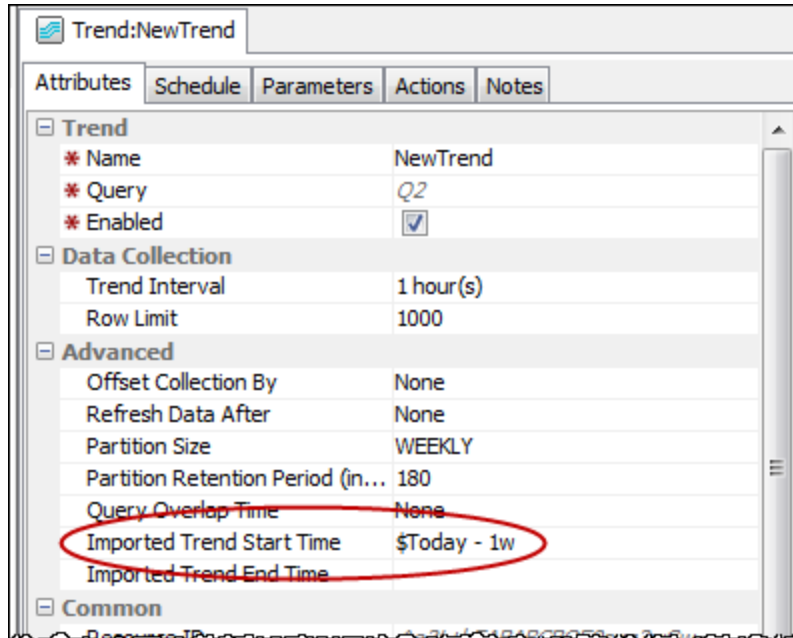 Trend:NewTrend
Attributes Schedule Parameters Actions Notes
Trend
Name NewTrend
Query Q2
Enabled
Data Collection
Trend Interval 1 hour(s)
Row Limit 1000
Advanced
Offset Collection By None
Refresh Data After None
Partition Size WEEKLY
Partition Retention Period (in... 180
Query Overlap Time None
Imported Trend Start Time $Today - 1w
Imported Trend End Time
Common